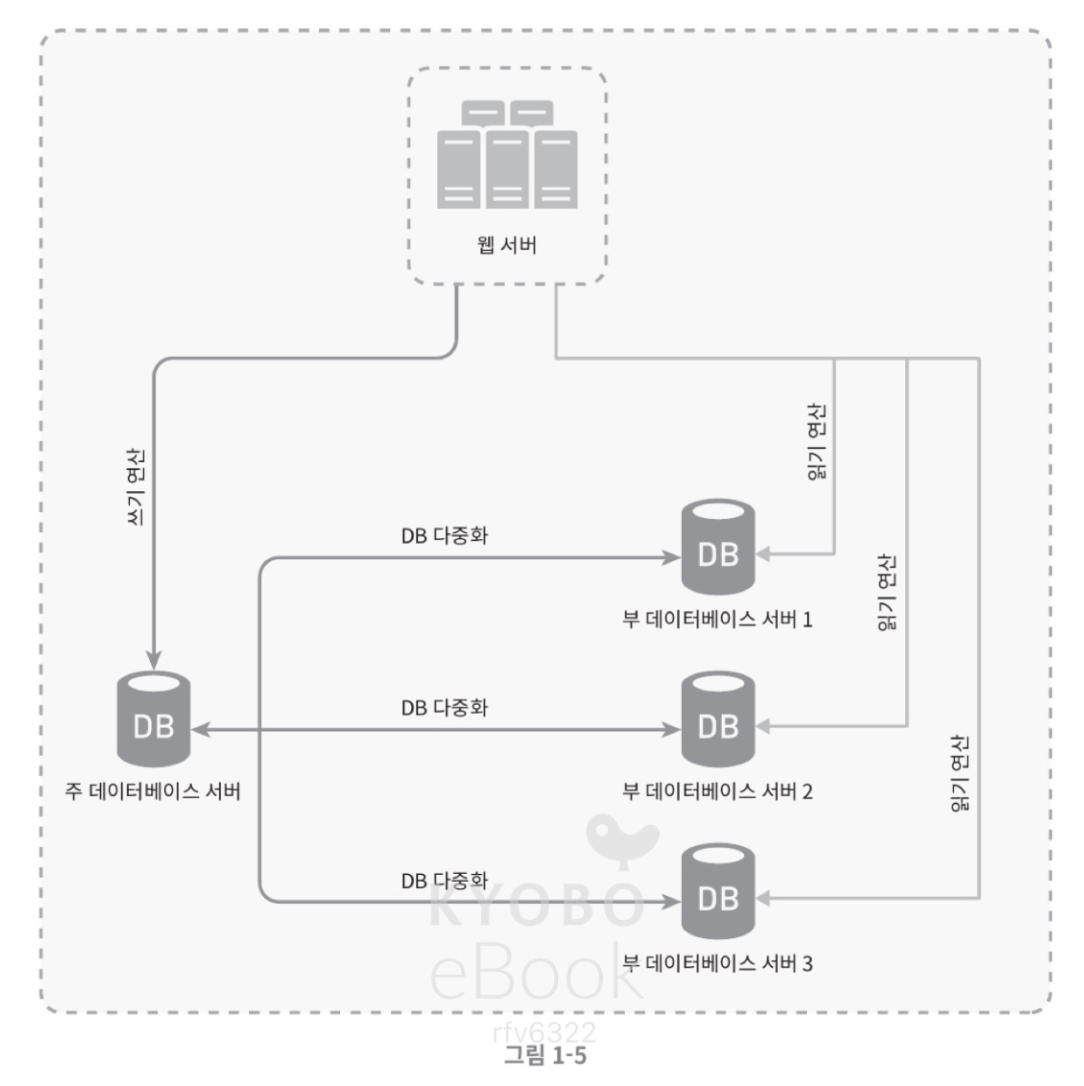 웹 서버
쓰기 연산
읽기 연산
읽기 연산
읽기 연산
DB 다중화
DB
부 데이터베이스 서버 1
DB
주 데이터베이스 서버
DB 다중화
DB
부 데이터베이스 서버 2
DB 다중화
DB
부 데이터베이스 서버 3
KYOBO
eBook
rfv6322
그림 1-5